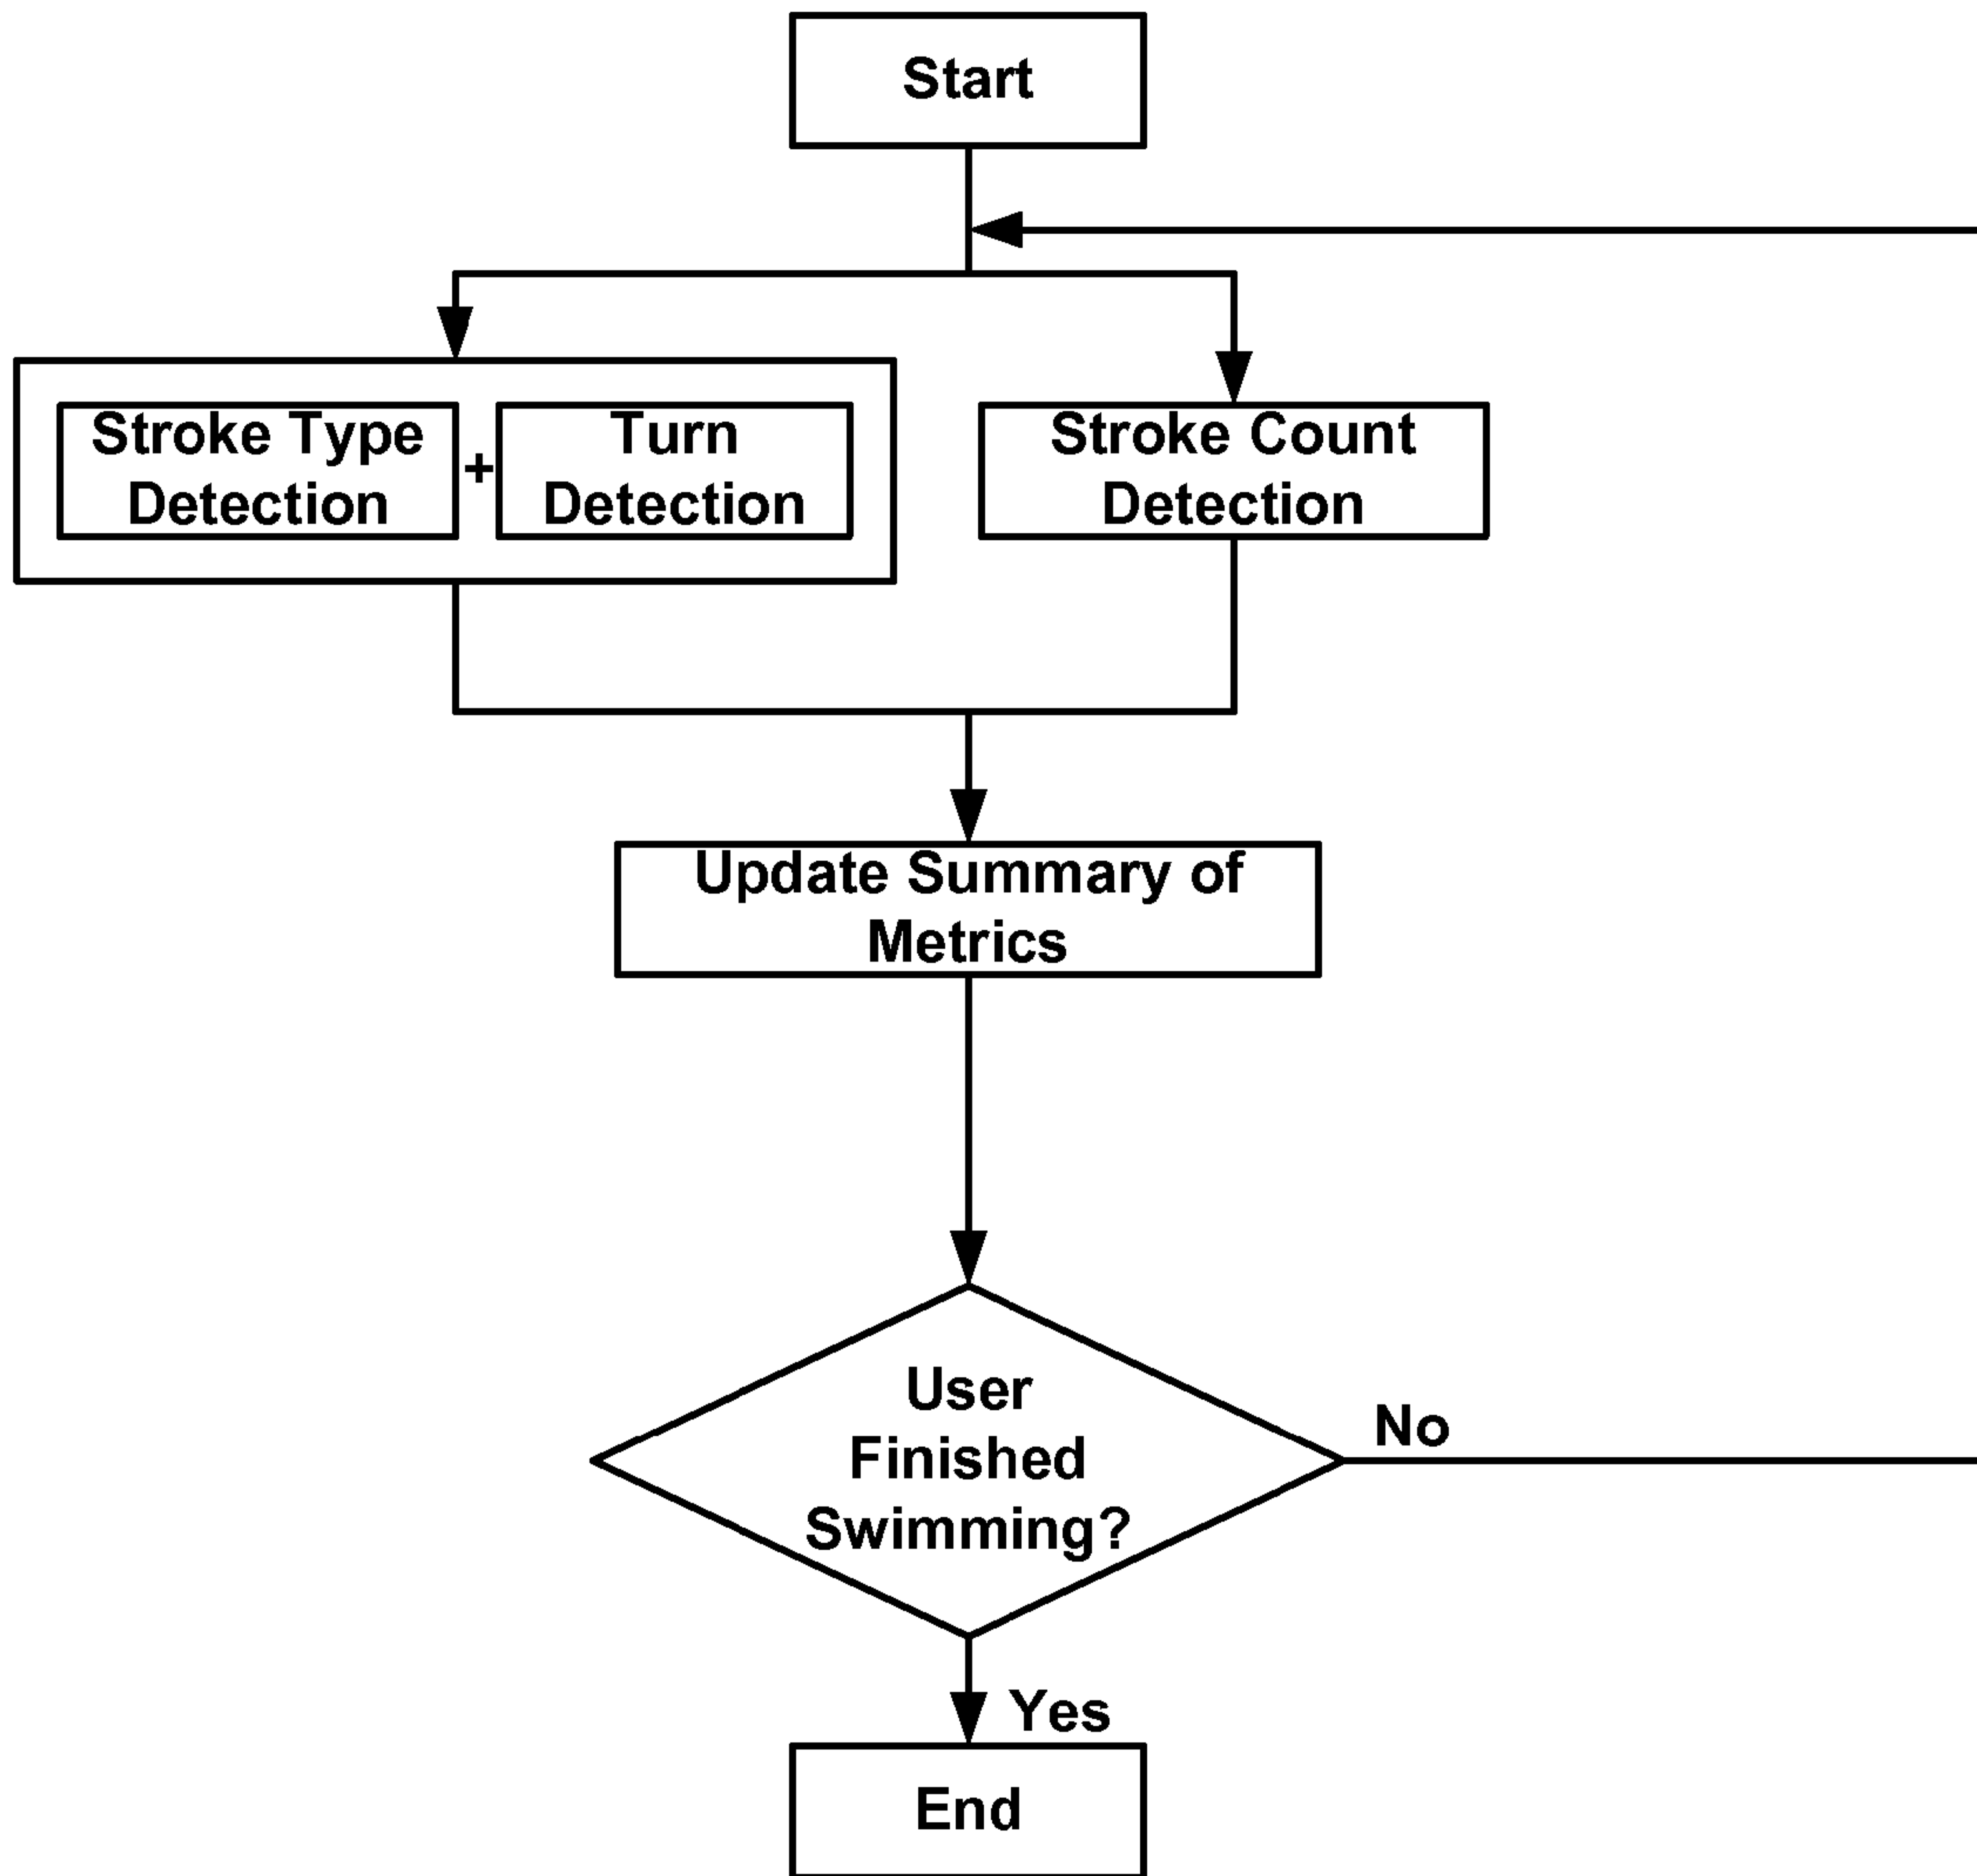 Start
Stroke Type
Detection
+
Turn
Detection
Stroke Count
Detection
Update Summary of
Metrics
User
Finished
Swimming?
No
Yes
End